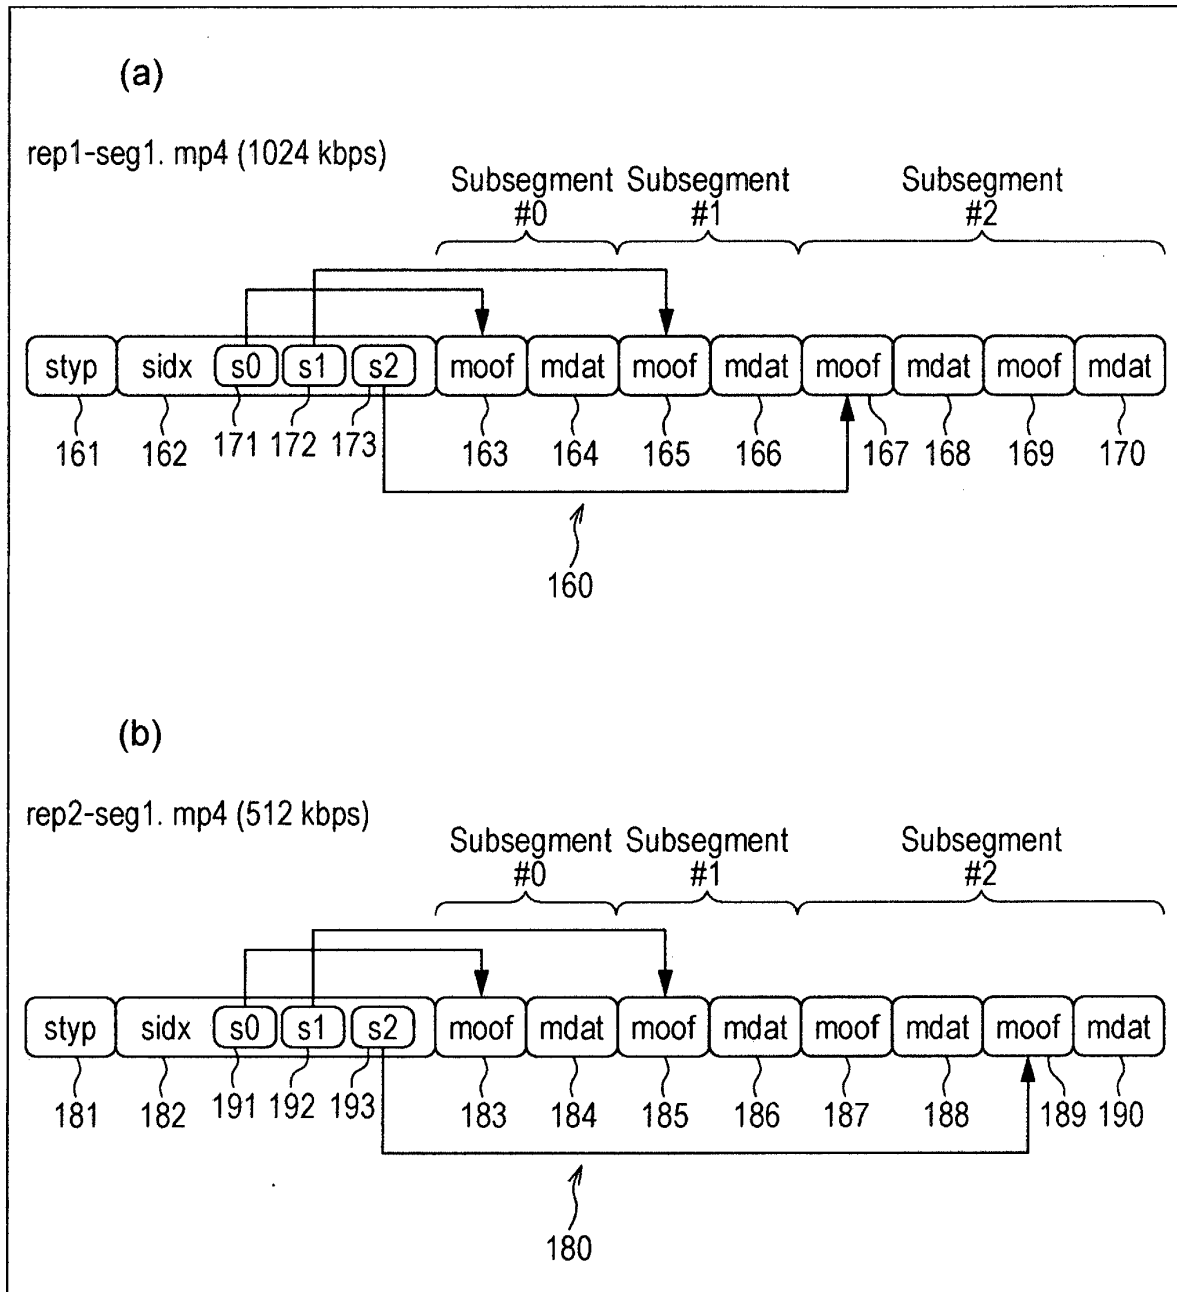 (a)
rep1-seg1. mp4 (1024 kbps)
Subsegment #0
Subsegment #1
Subsegment #2
styp sidx s0 s1 s2 moof mdat moof mdat moof mdat moof mdat
161 162 171 172 173 163 164 165 166 167 168 169 170
160
(b)
rep2-seg1. mp4 (512 kbps)
Subsegment #0
Subsegment #1
Subsegment #2
styp sidx s0 s1 s2 moof mdat moof mdat moof mdat moof mdat
181 182 191 192 193 183 184 185 186 187 188 189 190
180